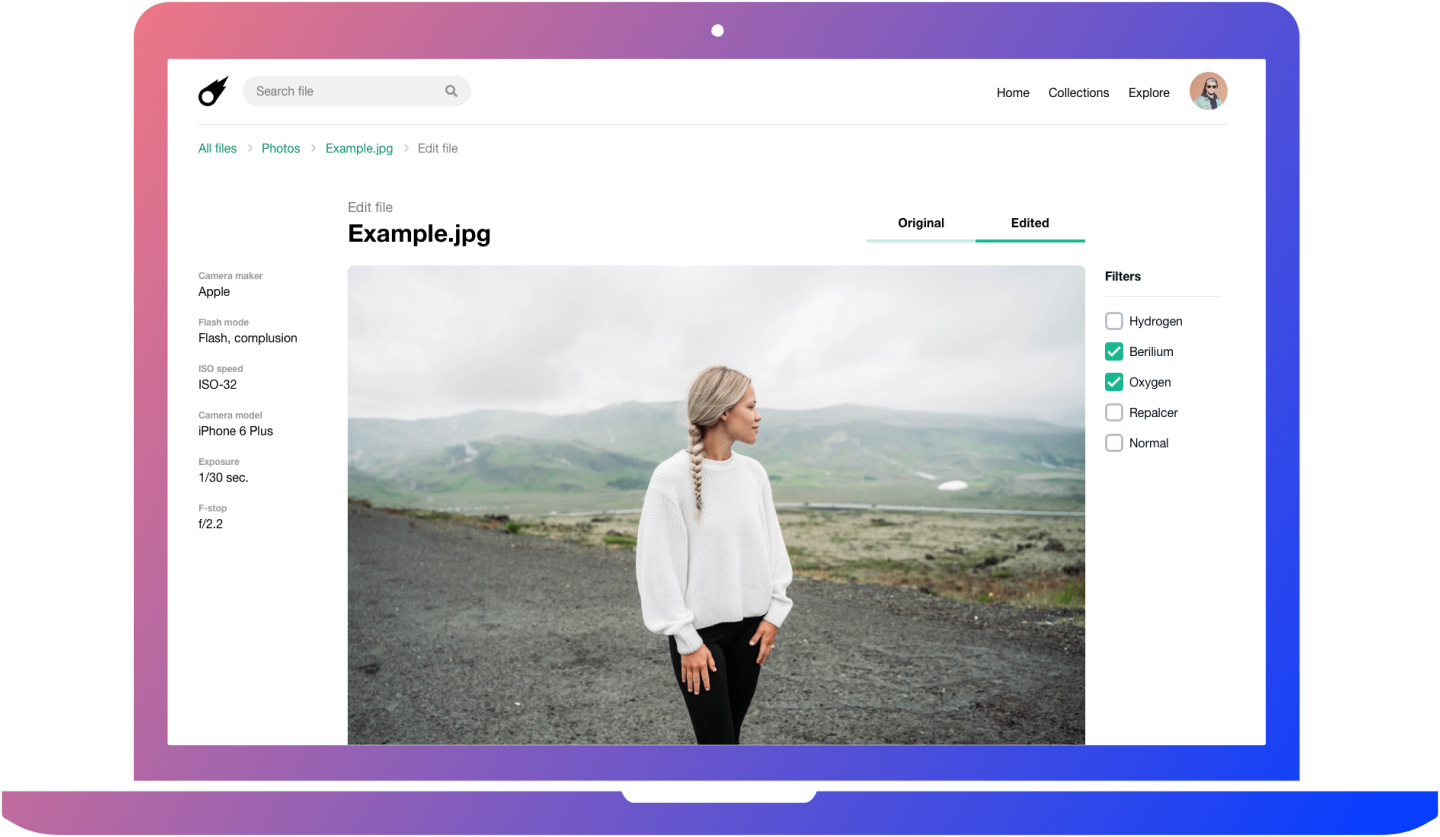 Search file
Home
Collections
Explore
All files
Photos
Example.jpg
Edit file
Edit file
Example.jpg
Original
Edited
Camera maker
Apple
Flash mode
Flash, complusion
ISO speed
ISO-32
Camera model
iPhone 6 Plus
Exposure
1/30 sec.
F-stop
f/2.2
Filters
Hydrogen
Berilium
Oxygen
Repalcer
Normal